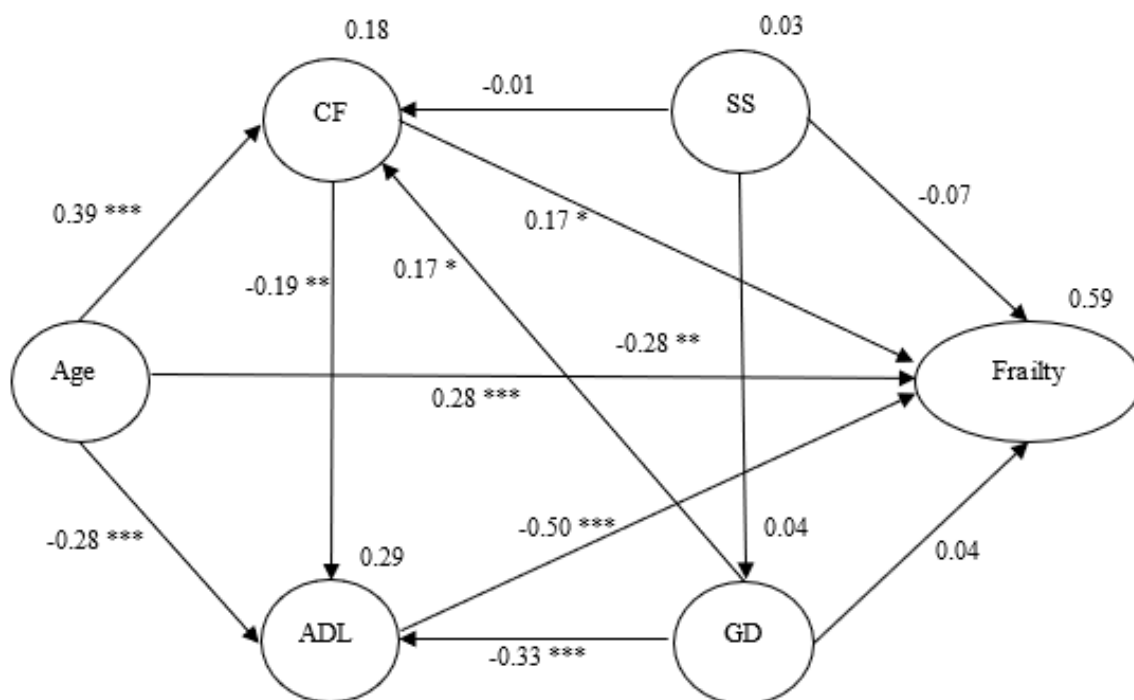 0.18
0.03
CF
-0.01
SS
0.39 ***
0.17 *
-0.07
-0.19 **
0.17 *
0.59
Age
-0.28 **
Frailty
0.28 ***
-0.28 ***
-0.50 ***
0.04
0.29
0.04
ADL
GD
-0.33 ***